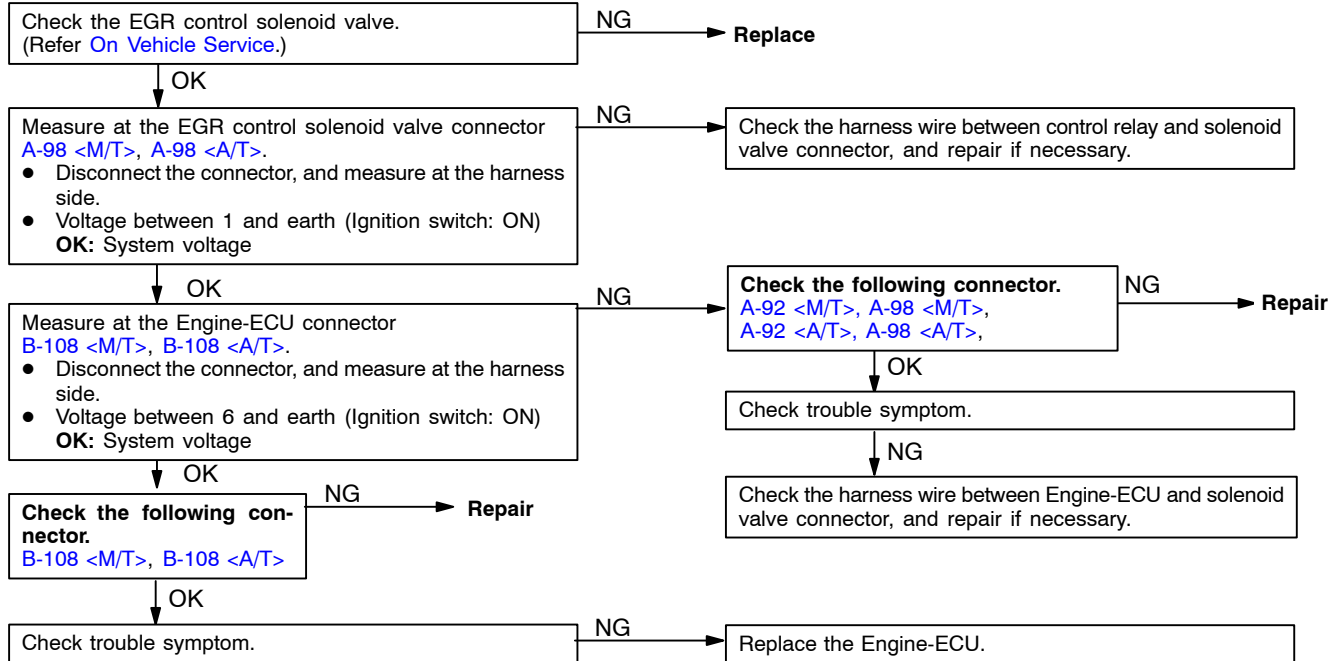 Check the EGR control solenoid valve.
(Refer On Vehicle Service.)
NG
Replace
OK
Measure at the EGR control solenoid valve connector
A-98 <M/T>, A-98 <A/T>.
● Disconnect the connector, and measure at the harness
side.
● Voltage between 1 and earth (Ignition switch: ON)
OK: System voltage
NG
Check the harness wire between control relay and solenoid
valve connector, and repair if necessary.
OK
Measure at the Engine-ECU connector
B-108 <M/T>, B-108 <A/T>.
● Disconnect the connector, and measure at the harness
side.
● Voltage between 6 and earth (Ignition switch: ON)
OK: System voltage
NG
Check the following connector.
A-92 <M/T>, A-98 <M/T>,
A-92 <A/T>, A-98 <A/T>,
NG
Repair
OK
Check trouble symptom.
NG
Check the harness wire between Engine-ECU and solenoid
valve connector, and repair if necessary.
OK
Check the following con-
nector.
B-108 <M/T>, B-108 <A/T>
NG
Repair
OK
Check trouble symptom.
NG
Replace the Engine-ECU.